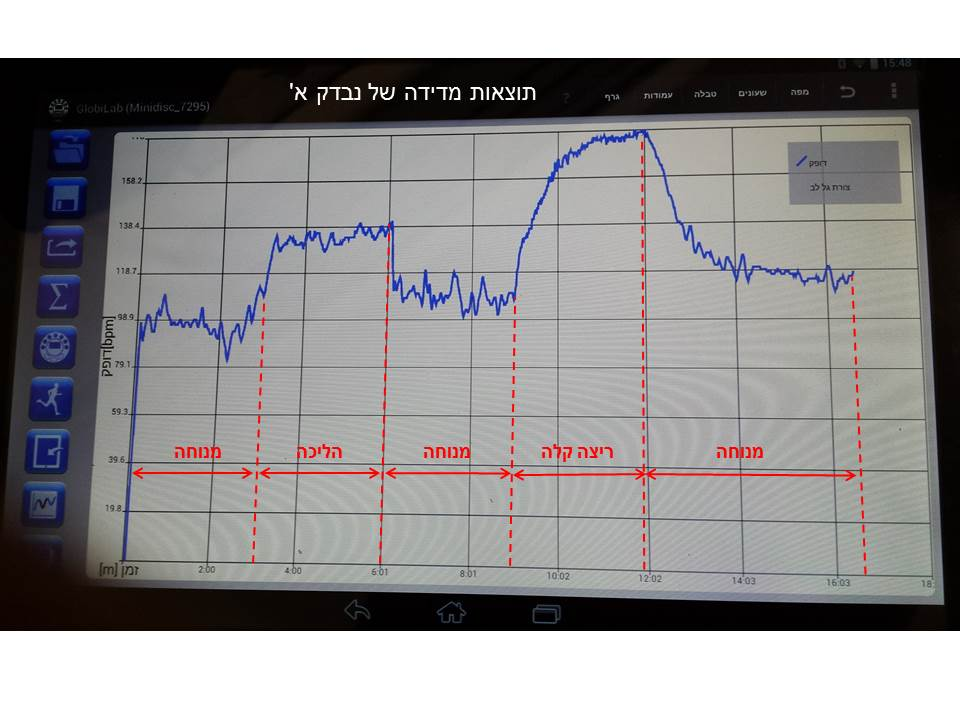 15:48
תוצאות מדידה של נבדק א'
GlobiLab (Minidisc_7295)
?
גרף
עמודות
טבלה
שעונים
מפה
דופק
צורת גל לב
158.2
138.4
118.7
98.9
79.1
59.3
39.6
19.8
דופק[bpm]
מנוחה
הליכה
מנוחה
ריצה קלה
מנוחה
זמן [m]
2:00
4:00
6:01
8:01
10:02
12:02
14:03
16:03
18: